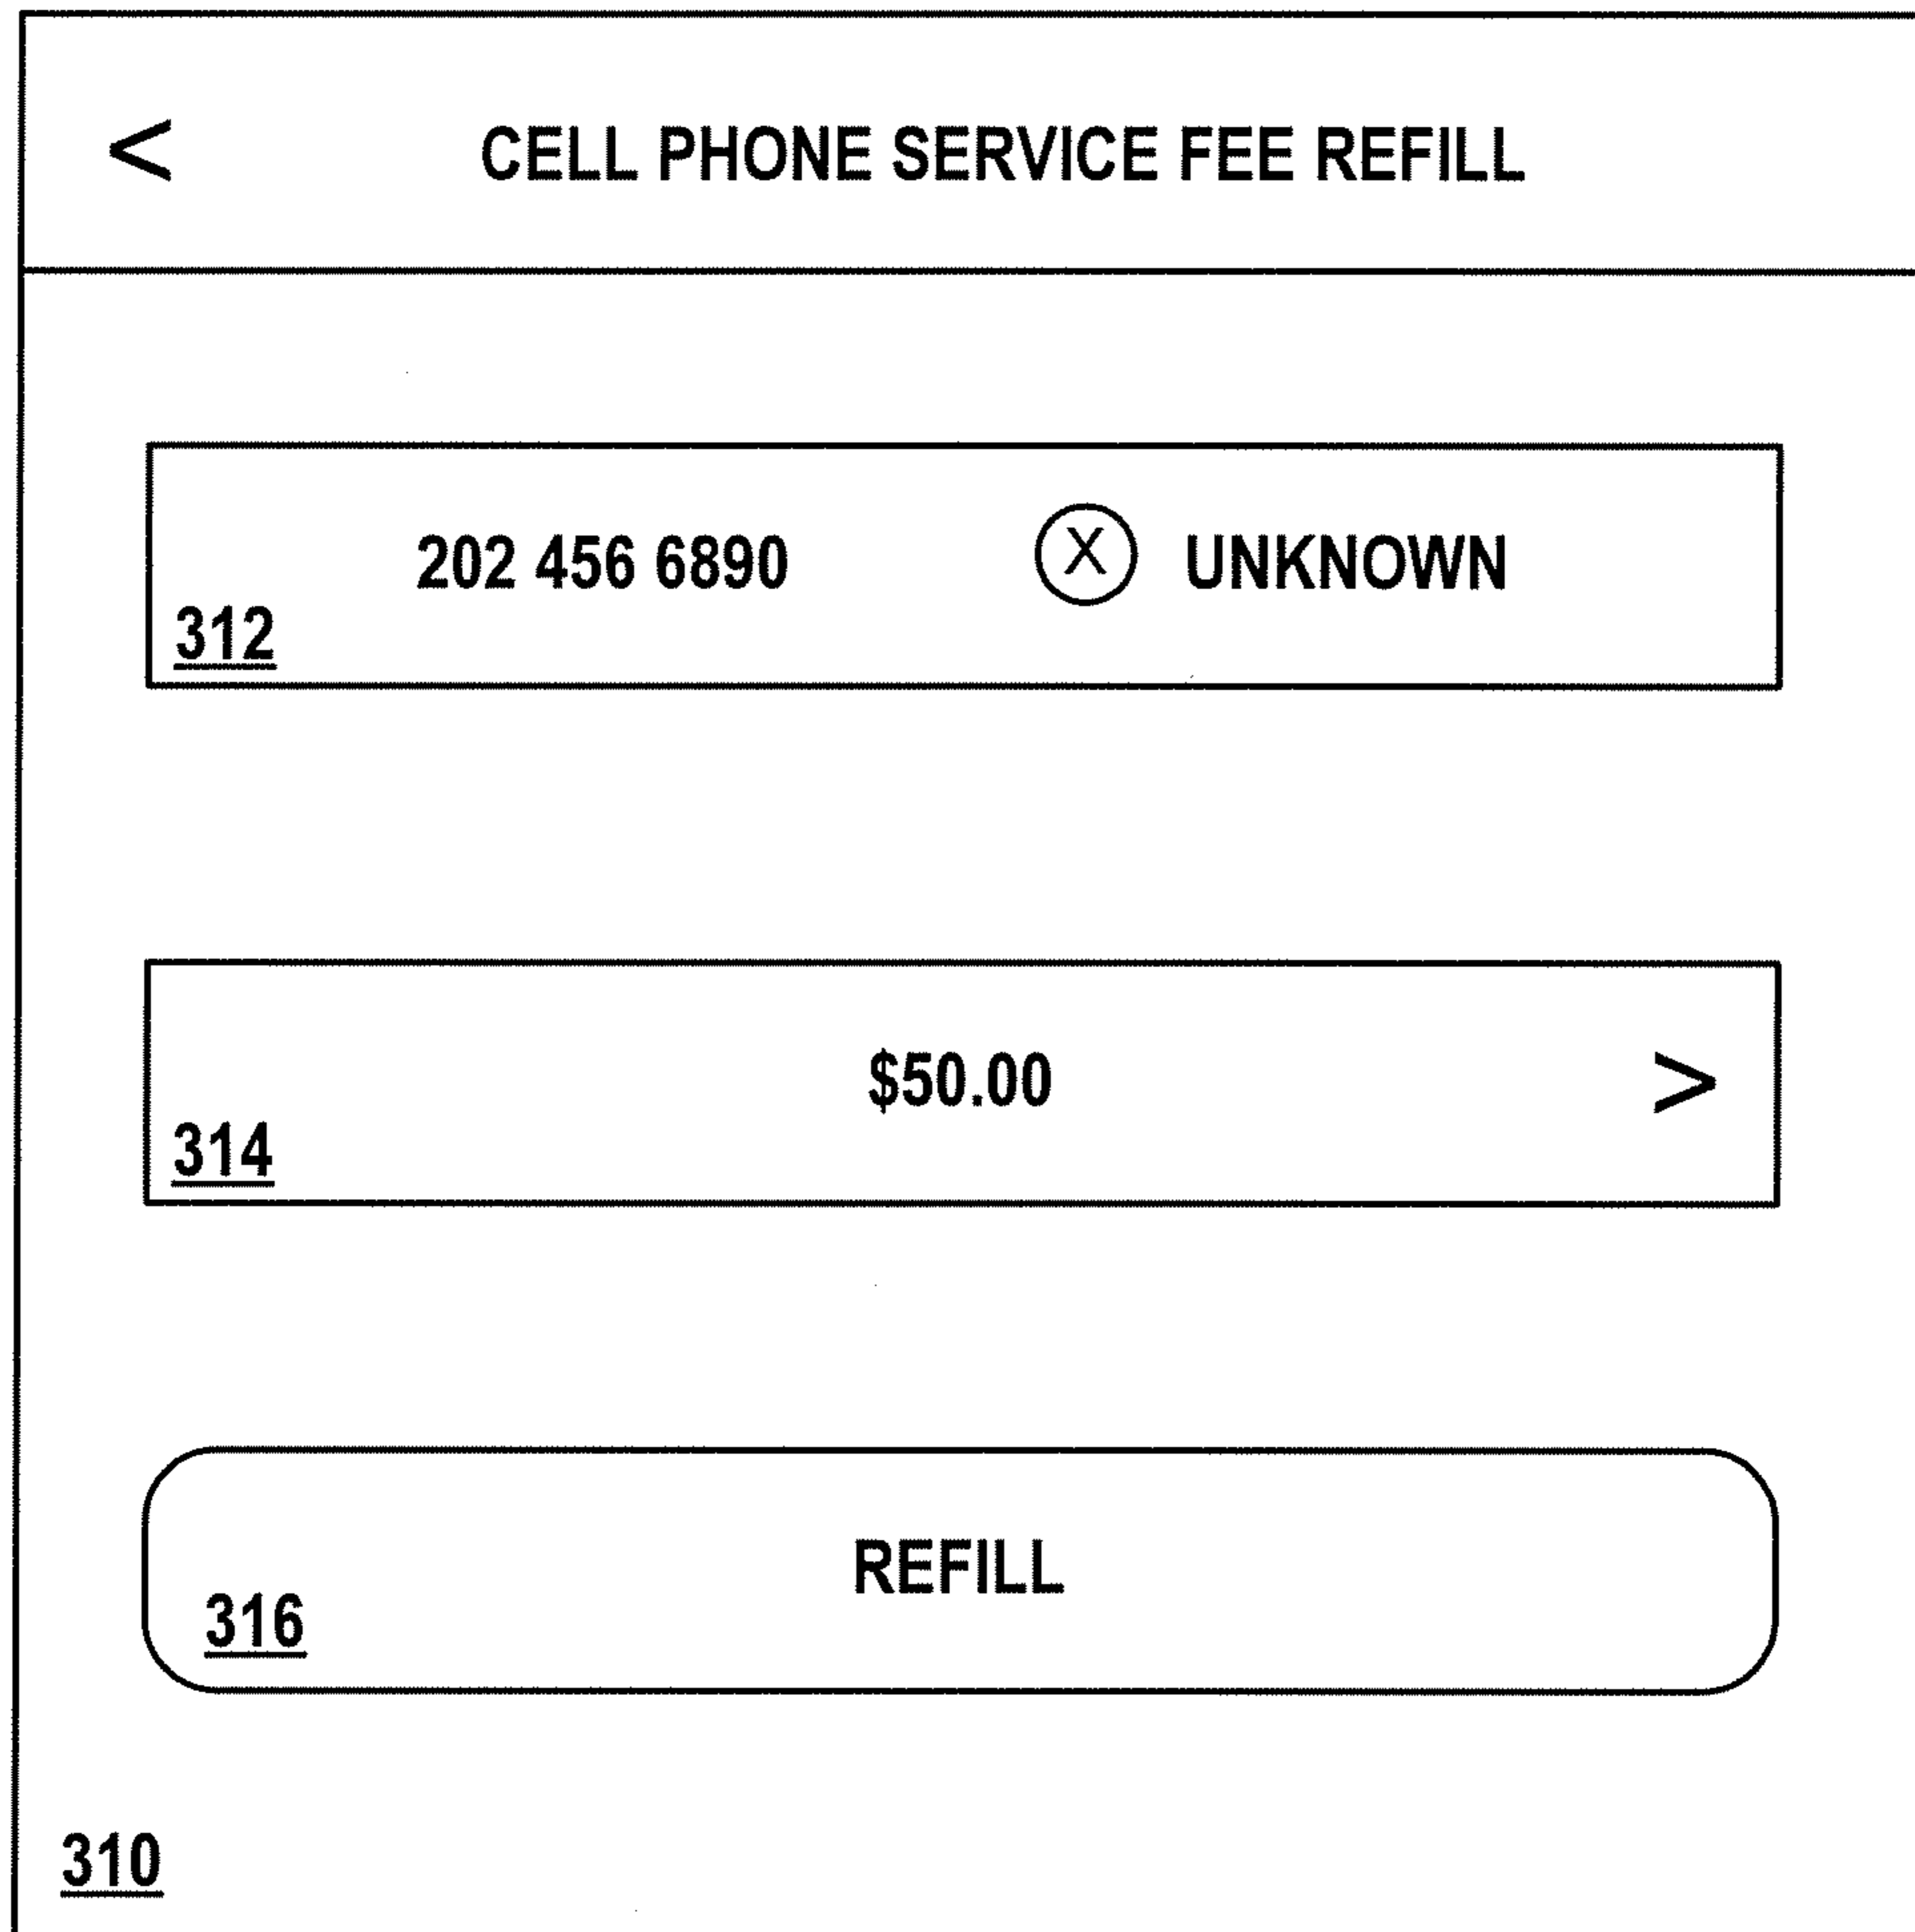 < CELL PHONE SERVICE FEE REFILL
202 456 6890 X UNKNOWN
312
$50.00 >
314
REFILL
316
310